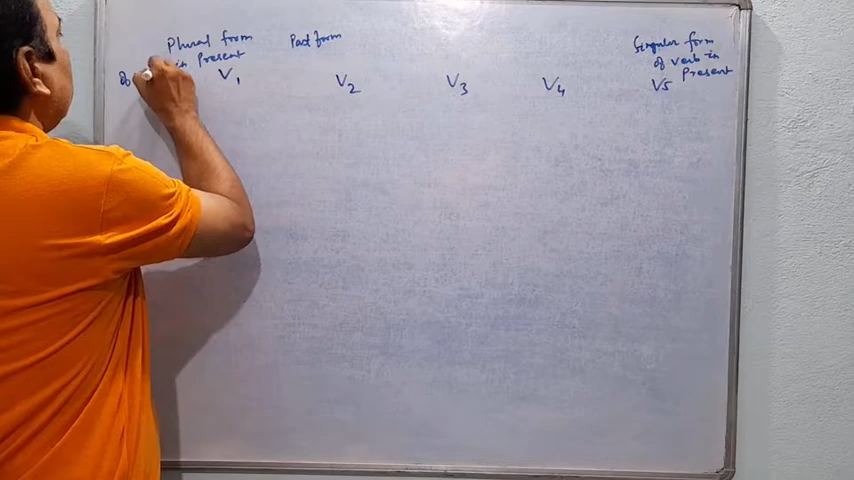 Plural form
in Present
V1
Past form
V2
V3
V4
Singular form
of verb in
Present
V5